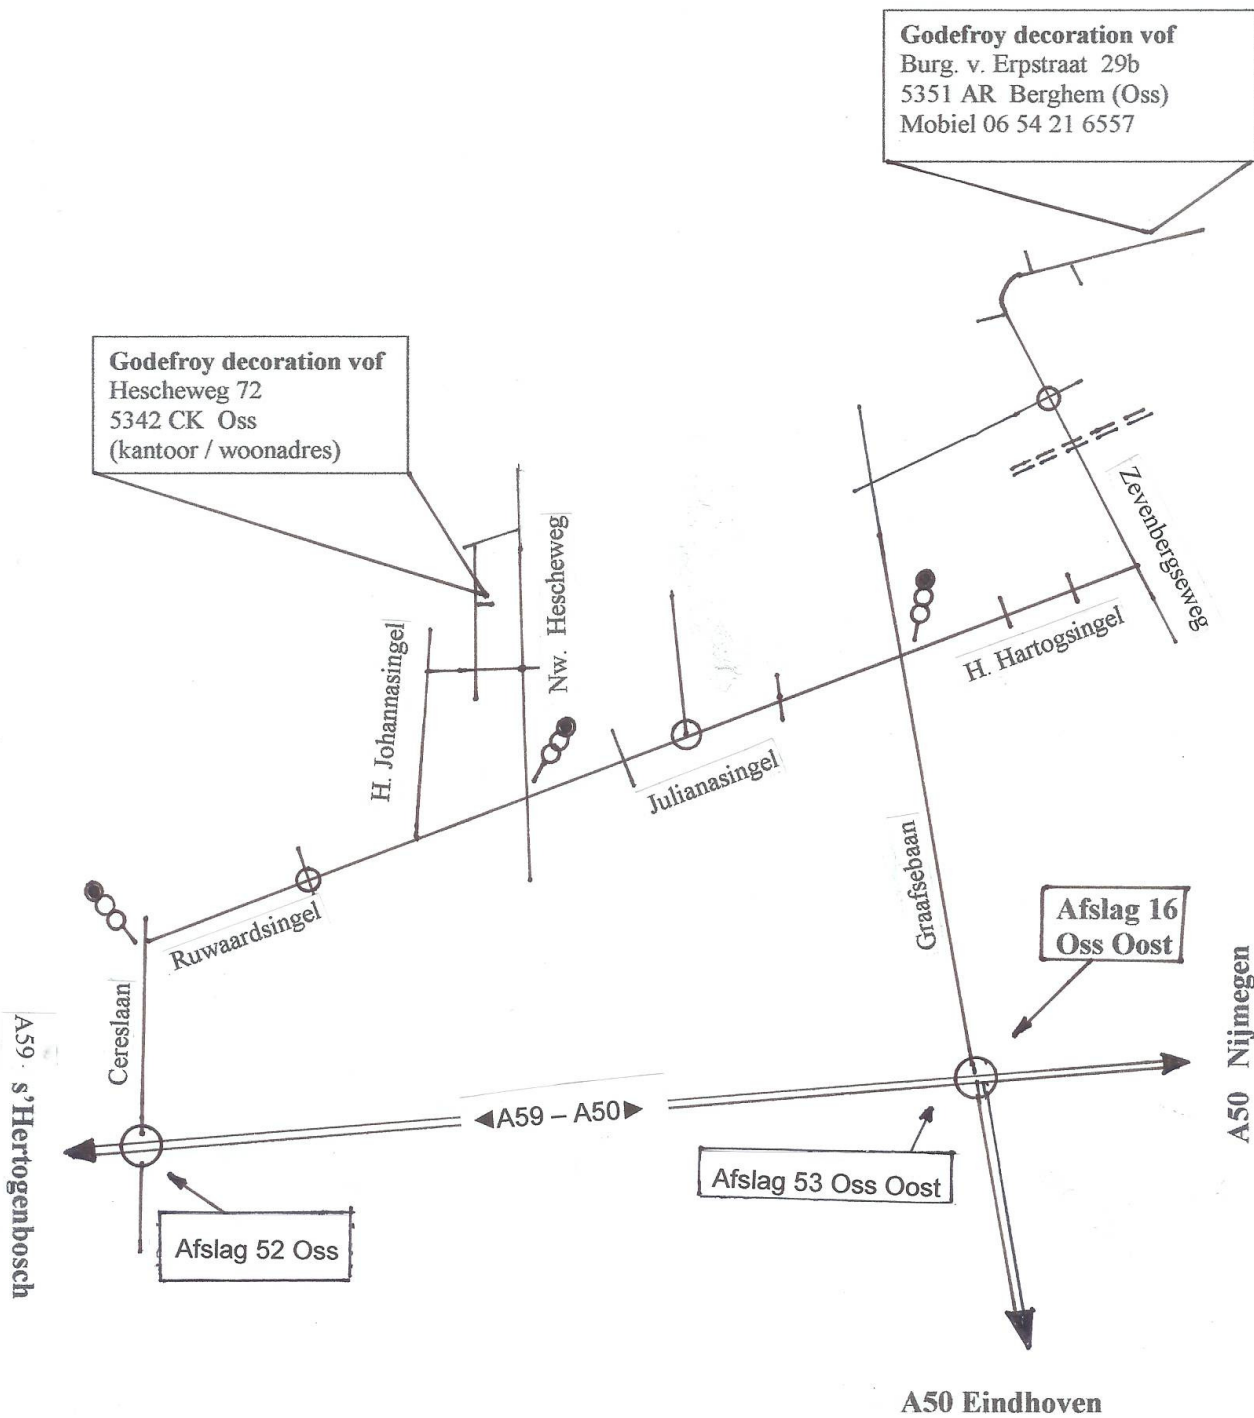 Godefroy decoration vof
Burg. v. Erpstraat 29b
5351 AR Berghem (Oss)
Mobiel 06 54 21 6557
Godefroy decoration vof
Hescheweg 72
5342 CK Oss
(kantoor / woonadres)
Zevenbergseweg
Nw. Hescheweg
H. Johannasingel
H. Hartogsingel
Julianasingel
Graafsebaan
Ruwaardsingel
Cereslaan
Afslag 16
Oss Oost
A50 Nijmegen
A59 s'Hertogenbosch
◄A59 – A50►
Afslag 53 Oss Oost
Afslag 52 Oss
A50 Eindhoven